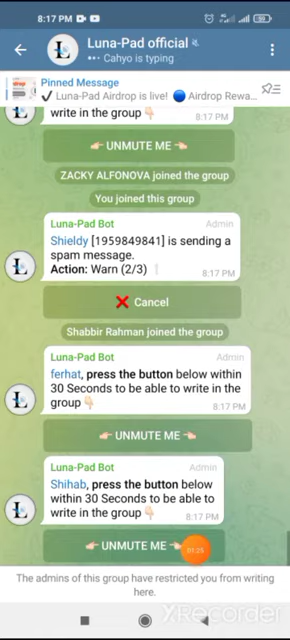 8:17 PM
Luna-Pad official
Cahyo is typing
Pinned Message
✔ Luna-Pad Airdrop is live! 🔵 Airdrop Rewa...
write in the group👇🏻
8:17 PM
👉🏻 UNMUTE ME 👈🏻
ZACKY ALFONOVA joined the group
You joined this group
Luna-Pad Bot Admin
Shieldy [1959849841] is sending a
spam message.
Action: Warn (2/3) ❕
8:17 PM
❌ Cancel
Shabbir Rahman joined the group
Luna-Pad Bot Admin
ferhat, press the button below within
30 Seconds to be able to write in the
group👇🏻
8:17 PM
👉🏻 UNMUTE ME 👈🏻
Luna-Pad Bot Admin
Shihab, press the button below
within 30 Seconds to be able to
write in the group👇🏻
8:17 PM
👉🏻 UNMUTE ME 👈🏻
01:25
The admins of this group have restricted you from writing
here.
XRecorder